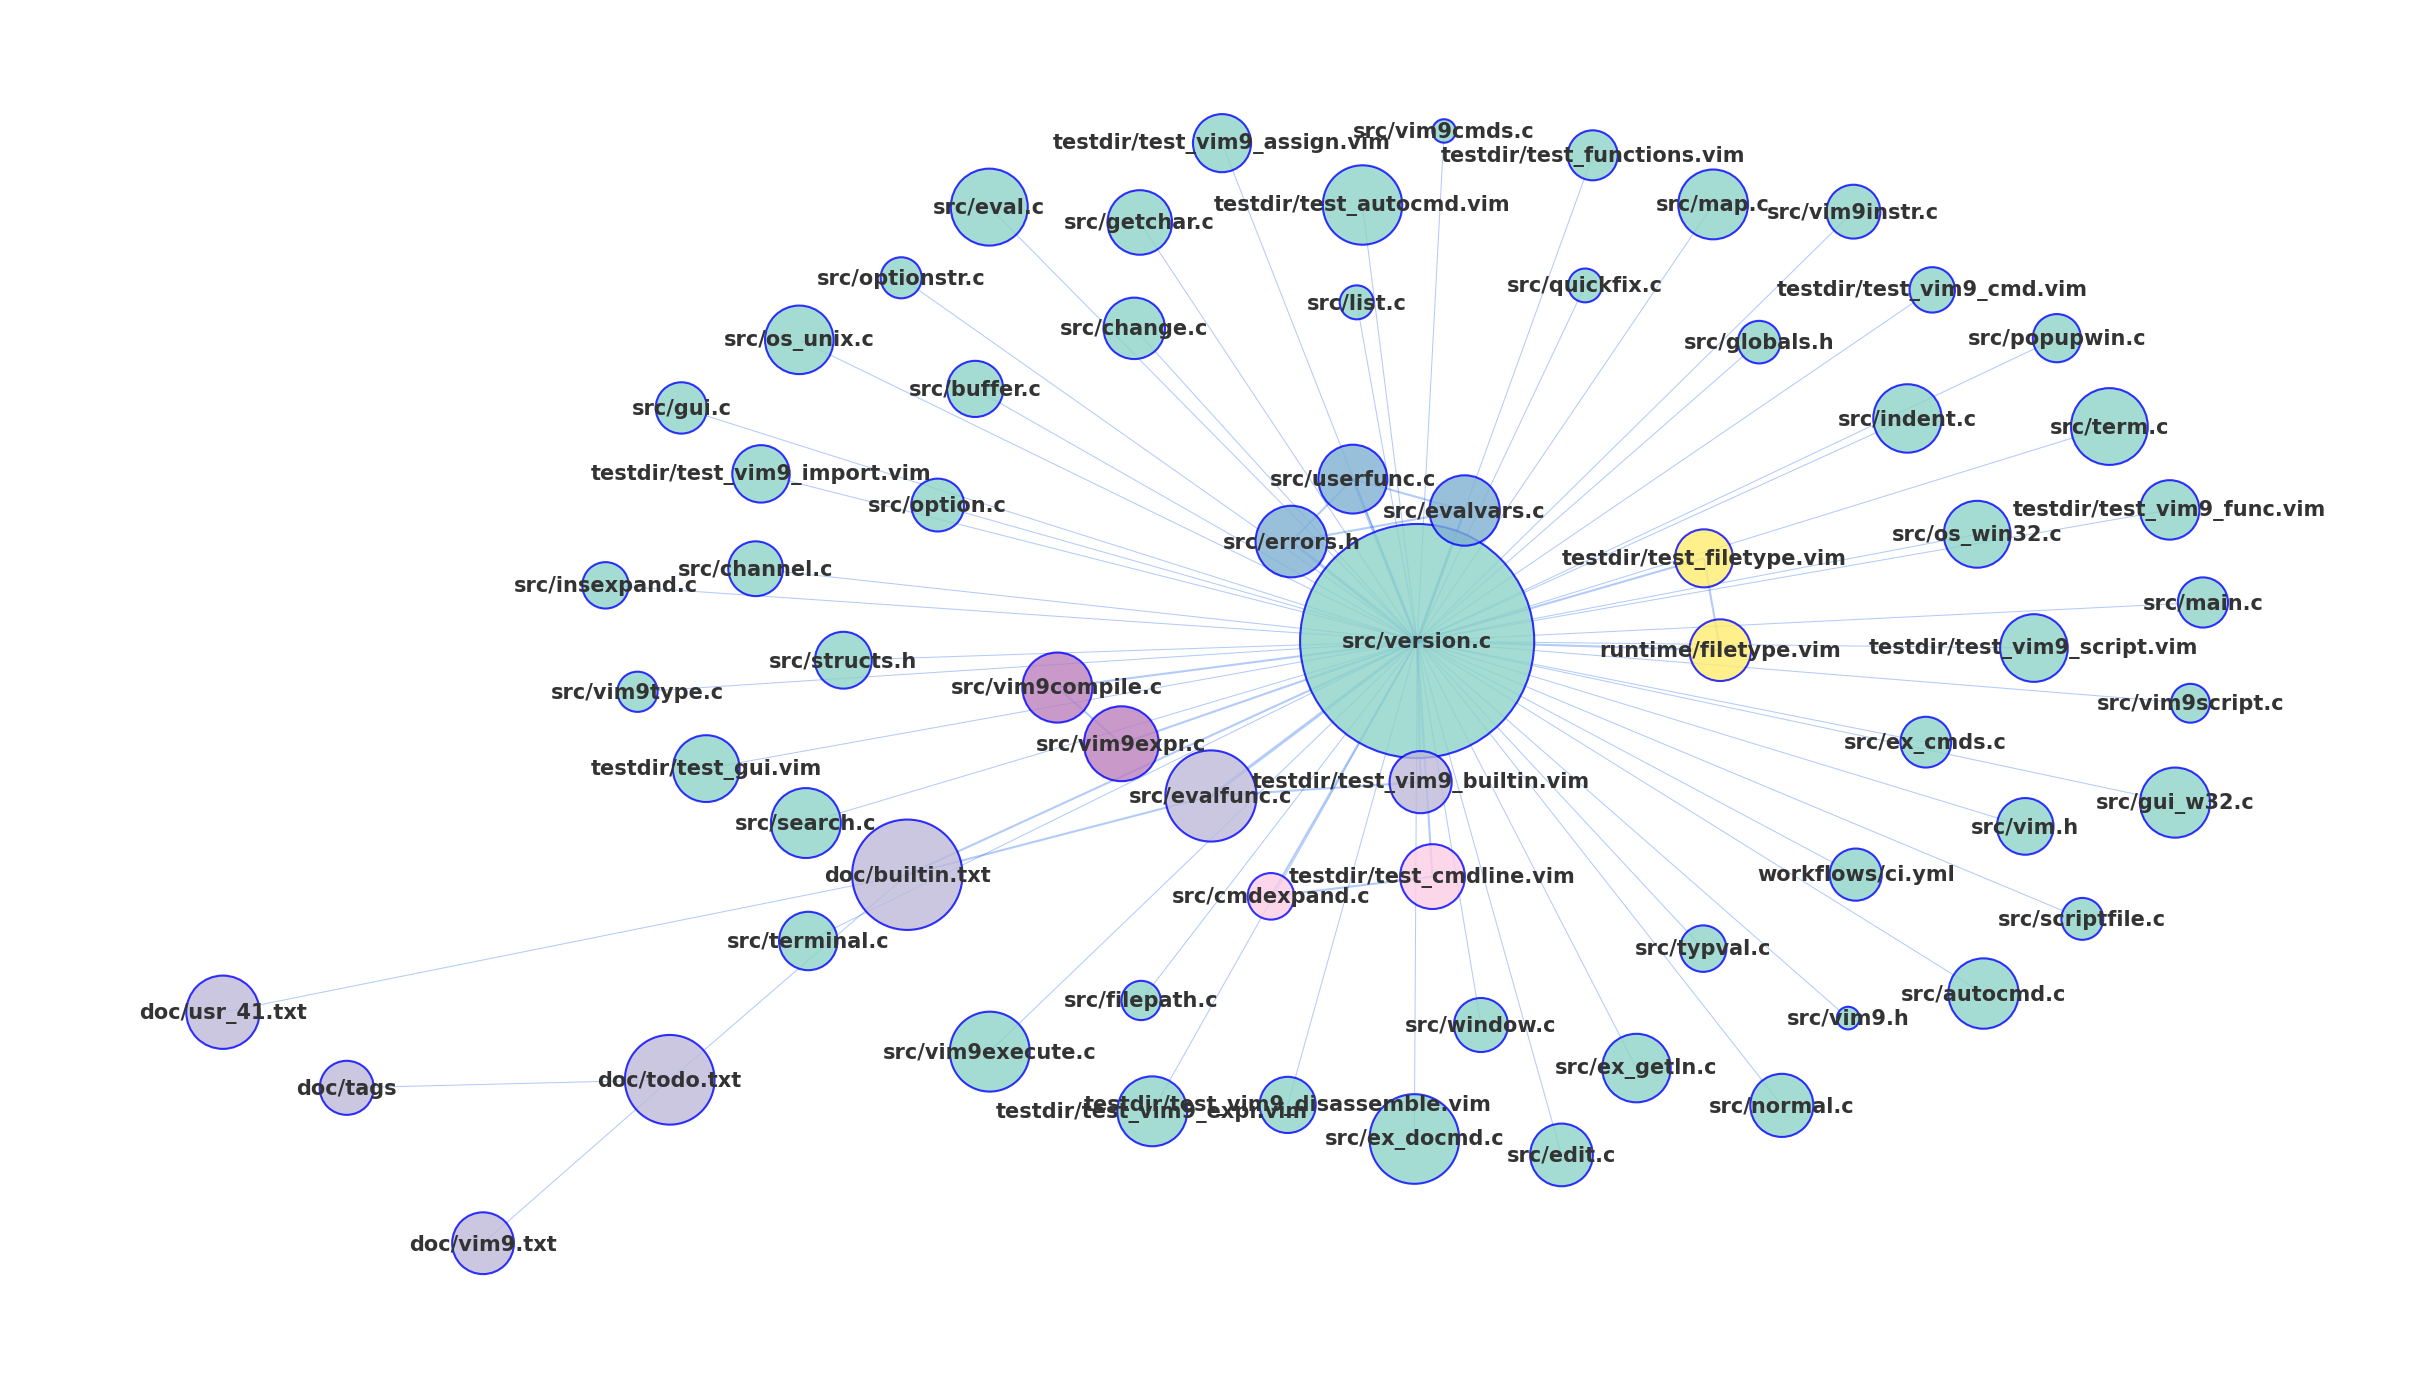 src/vim9cmds.c
testdir/test_vim9_assign.vim
testdir/test_functions.vim
testdir/test_autocmd.vim
src/map.c
src/eval.c
src/vim9instr.c
src/getchar.c
src/optionstr.c
src/quickfix.c
testdir/test_vim9_cmd.vim
src/list.c
src/change.c
src/os_unix.c
src/globals.h
src/popupwin.c
src/buffer.c
src/gui.c
src/indent.c
src/term.c
testdir/test_vim9_import.vim
src/userfunc.c
src/option.c
src/evalvars.c
testdir/test_vim9_func.vim
src/os_win32.c
src/errors.h
testdir/test_filetype.vim
src/channel.c
src/insexpand.c
src/main.c
src/version.c
runtime/filetype.vim
testdir/test_vim9_script.vim
src/structs.h
src/vim9compile.c
src/vim9type.c
src/vim9script.c
src/vim9expr.c
src/ex_cmds.c
testdir/test_gui.vim
testdir/test_vim9_builtin.vim
src/evalfunc.c
src/gui_w32.c
src/search.c
src/vim.h
doc/builtin.txt
testdir/test_cmdline.vim
workflows/ci.yml
src/cmdexpand.c
src/scriptfile.c
src/terminal.c
src/typval.c
src/autocmd.c
src/filepath.c
doc/usr_41.txt
src/vim9.h
src/window.c
src/vim9execute.c
src/ex_getln.c
doc/todo.txt
doc/tags
testdir/test_vim9_disassemble.vim
testdir/test_vim9_expr.vim
src/normal.c
src/ex_docmd.c
src/edit.c
doc/vim9.txt